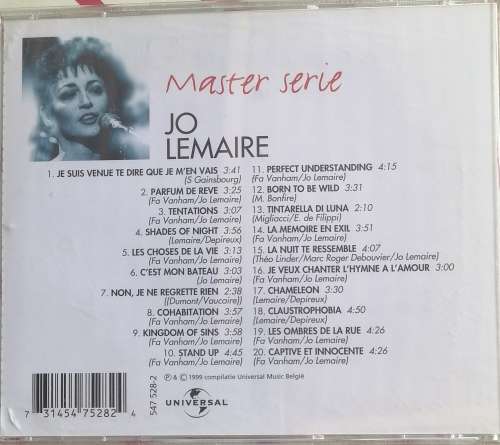 Master serie
JO
LEMAIRE
1. JE SUIS VENUE TE DIRE QUE JE M'EN VAIS 3:41
(S Gainsbourg)
2. PARFUM DE REVE 3:25
(Fa Vanham/Jo Lemaire)
3. TENTATIONS 3:07
(Fa Vanham/Jo Lemaire)
4. SHADES OF NIGHT 3:56
(Lemaire/Depireux)
5. LES CHOSES DE LA VIE 3:13
(Fa Vanham/Jo Lemaire)
6. C'EST MON BATEAU 3:03
(Jo Lemaire)
7. NON, JE NE REGRETTE RIEN 2:38
((Dumont/Vaucaire))
8. COHABITATION 3:57
(Fa Vanham/Jo Lemaire)
9. KINGDOM OF SINS 3:58
(Fa Vanham/Jo Lemaire)
10. STAND UP 4:45
(Fa Vanham/Jo Lemaire)
11. PERFECT UNDERSTANDING 4:15
(Fa Vanham/Jo Lemaire)
12. BORN TO BE WILD 3:31
(M. Bonfire)
13. TINTARELLA DI LUNA 2:10
(Migliacci/E. de Filippi)
14. LA MEMOIRE EN EXIL 3:51
(Fa Vanham/Jo Lemaire)
15. LA NUIT TE RESSEMBLE 4:07
(Théo Linder/Marc Roger Debouvier/Jo Lemaire)
16. JE VEUX CHANTER L'HYMNE A L'AMOUR 3:00
(Fa Vanham/Jo Lemaire)
17. CHAMELEON 3:30
(Lemaire/Depireux)
18. CLAUSTROPHOBIA 4:50
(Lemaire/Depireux)
19. LES OMBRES DE LA RUE 4:26
(Fa Vanham/Jo Lemaire)
20. CAPTIVE ET INNOCENTE 4:26
(Fa Vanham/Jo Lemaire)
7 31454 75282 4
547 528-2
℗ & © 1999 compilatie Universal Music België
UNIVERSAL